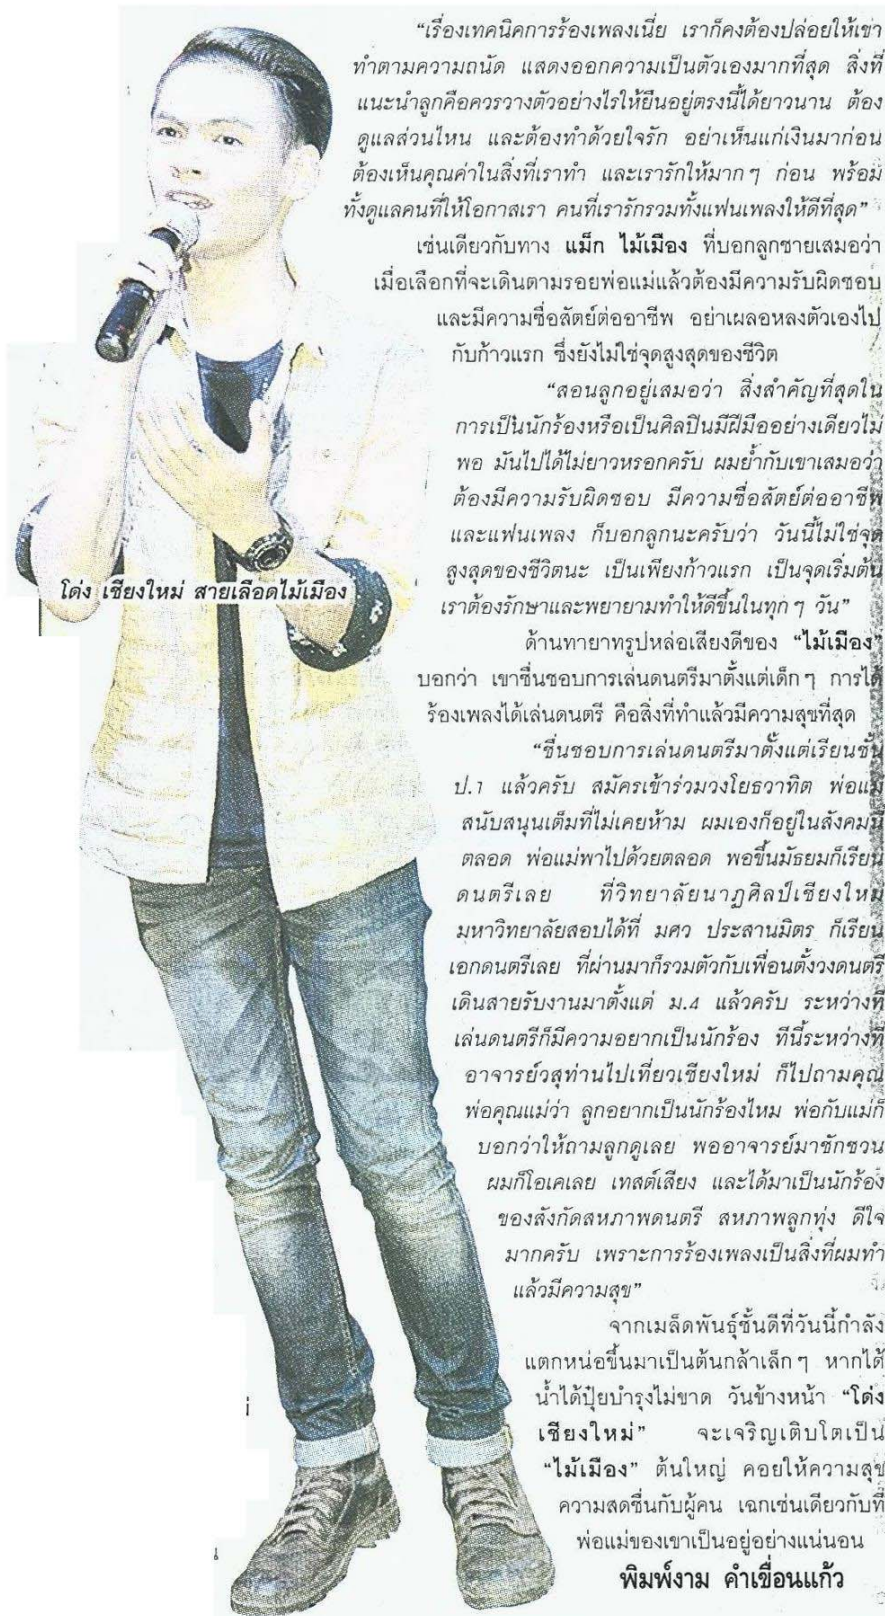 “เรื่องเทคนิคการร้องเพลงเนี่ย เราก็คงต้องปล่อยให้เขา
ทำตามความถนัด แสดงออกความเป็นตัวเองมากที่สุด สิ่งที่
แนะนำลูกคือควรวางตัวอย่างไรให้ยืนอยู่ตรงนี้ได้ยาวนาน ต้อง
ดูแลส่วนไหน และต้องทำด้วยใจรัก อย่าเห็นแก่เงินมาก่อน
ต้องเห็นคุณค่าในสิ่งที่เราทำ และเรารักให้มากๆ ก่อน พร้อม
ทั้งดูแลคนที่ให้โอกาสเรา คนที่เรารักรวมทั้งแฟนเพลงให้ดีที่สุด”
เช่นเดียวกับทาง แม็ก ไม้เมือง ที่บอกลูกชายเสมอว่า
เมื่อเลือกที่จะเดินตามรอยพ่อแม่แล้วต้องมีความรับผิดชอบ
และมีความซื่อสัตย์ต่ออาชีพ อย่าเผลอหลงตัวเองไป
กับก้าวแรก ซึ่งยังไม่ใช่จุดสูงสุดของชีวิต
“สอนลูกอยู่เสมอว่า สิ่งสำคัญที่สุดใน
การเป็นนักร้องหรือเป็นศิลปินมีฝีมืออย่างเดียวไม่
พอ มันไปได้ไม่ยาวหรอกครับ ผมย้ำกับเขาเสมอว่า
ต้องมีความรับผิดชอบ มีความซื่อสัตย์ต่ออาชีพ
และแฟนเพลง ก็บอกลูกนะครับว่า วันนี้ไม่ใช่จุด
สูงสุดของชีวิตนะ เป็นเพียงก้าวแรก เป็นจุดเริ่มต้น
เราต้องรักษาและพยายามทำให้ดีขึ้นในทุกๆ วัน”
โด่ง เชียงใหม่ สายเลือดไม้เมือง
ด้านทายาทรูปหล่อเสียงดีของ “ไม้เมือง”
บอกว่า เขาชื่นชอบการเล่นดนตรีมาตั้งแต่เด็กๆ การได้
ร้องเพลงได้เล่นดนตรี คือสิ่งที่ทำแล้วมีความสุขที่สุด
“ชื่นชอบการเล่นดนตรีมาตั้งแต่เรียนชั้น
ป.1 แล้วครับ สมัครเข้าร่วมวงโยธวาทิต พ่อแม่
สนับสนุนเต็มที่ไม่เคยห้าม ผมเองก็อยู่ในสังคมนี้
ตลอด พ่อแม่พาไปด้วยตลอด พอขึ้นมัธยมก็เรียน
ดนตรีเลย ที่วิทยาลัยนาฏศิลป์เชียงใหม่
มหาวิทยาลัยสอบได้ที่ มศว ประสานมิตร ก็เรียน
เอกดนตรีเลย ที่ผ่านมาก็รวมตัวกับเพื่อนตั้งวงดนตรี
เดินสายรับงานมาตั้งแต่ ม.4 แล้วครับ ระหว่างที่
เล่นดนตรีก็มีความอยากเป็นนักร้อง ทีนี้ระหว่างที่
อาจารย์วสุท่านไปเที่ยวเชียงใหม่ ก็ไปถามคุณ
พ่อคุณแม่ว่า ลูกอยากเป็นนักร้องไหม พ่อกับแม่ก็
บอกว่าให้ถามลูกดูเลย พออาจารย์มาชักชวน
ผมก็โอเคเลย เทสต์เสียง และได้มาเป็นนักร้อง
ของสังกัดสหภาพดนตรี สหภาพลูกทุ่ง ดีใจ
มากครับ เพราะการร้องเพลงเป็นสิ่งที่ผมทำ
แล้วมีความสุข”
จากเมล็ดพันธุ์ชั้นดีที่วันนี้กำลัง
แตกหน่อขึ้นมาเป็นต้นกล้าเล็กๆ หากได้
น้ำได้ปุ๋ยบำรุงไม่ขาด วันข้างหน้า “โด่ง
เชียงใหม่” จะเจริญเติบโตเป็น
“ไม้เมือง” ต้นใหญ่ คอยให้ความสุข
ความสดชื่นกับผู้คน เฉกเช่นเดียวกับที่
พ่อแม่ของเขาเป็นอยู่อย่างแน่นอน
พิมพ์งาม คำเขื่อนแก้ว